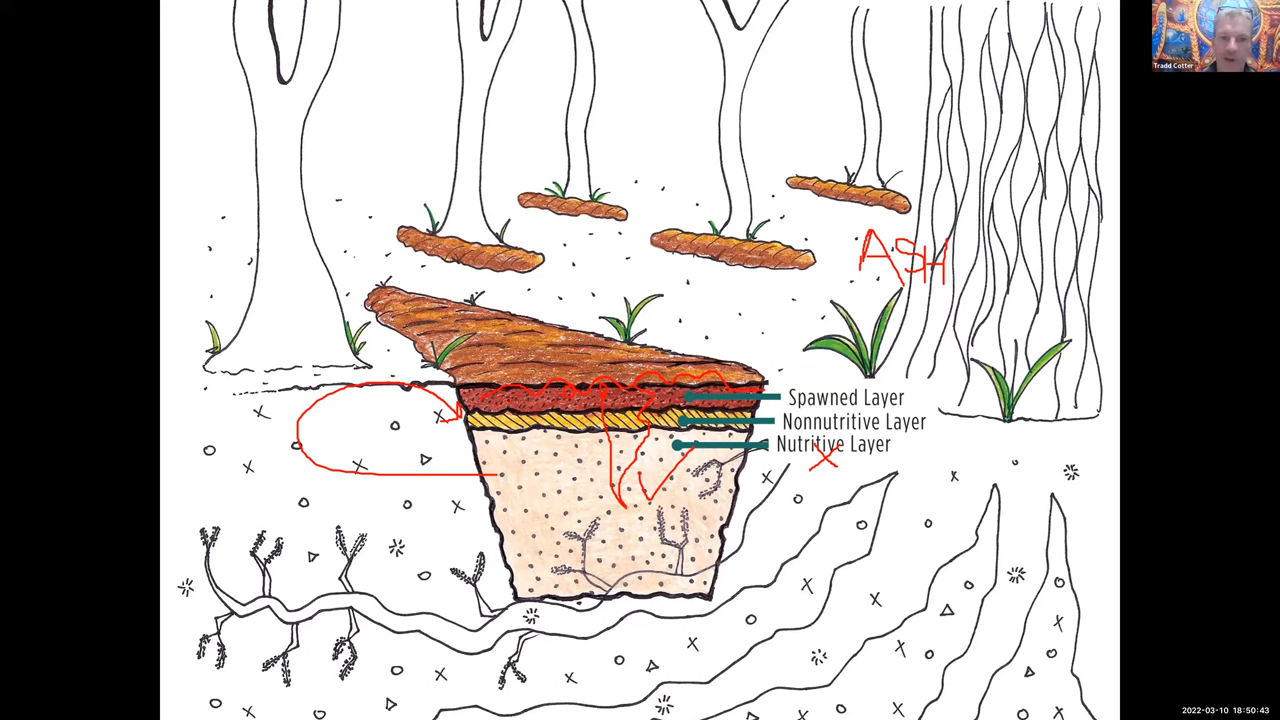 Tradd Cotter
ASH
Spawned Layer
Nonnutritive Layer
Nutritive Layer
2022-03-10 18:50:43